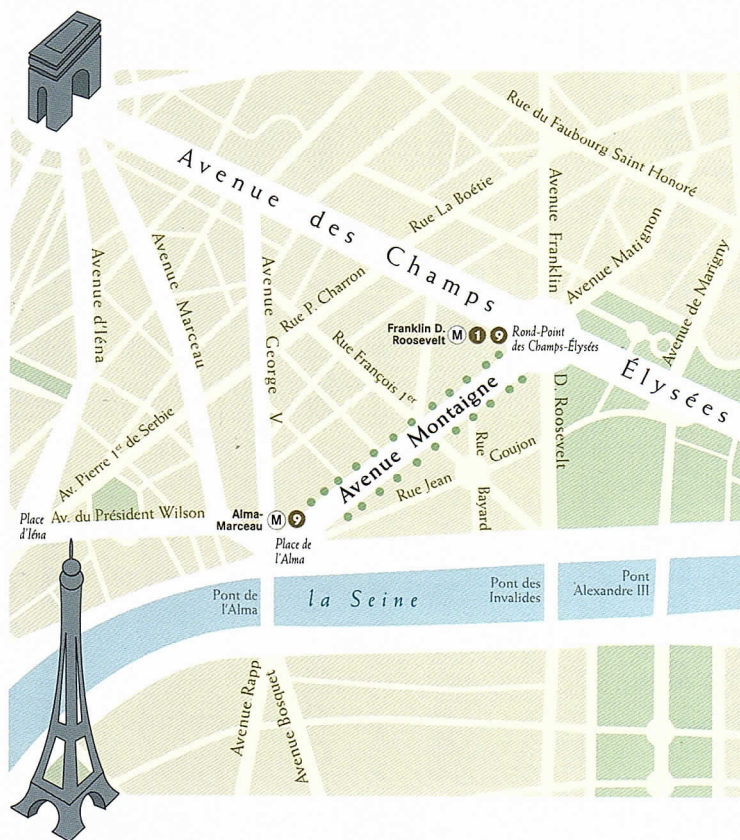 Rue du Faubourg Saint Honoré
Avenue des Champs Élysées
Rue La Boétie
Avenue Franklin D. Roosevelt
Avenue Matignon
Avenue de Marigny
Avenue d'Iéna
Avenue Marceau
Avenue George V
Rue P. Charron
Rue François 1er
Franklin D.
Roosevelt M 1 9
Rond-Point
des Champs-Élysées
Avenue Montaigne
Rue Bayard
Rue Jean Goujon
Av. Pierre 1er de Serbie
Place
d'Iéna
Av. du Président Wilson
Alma-
Marceau M 9
Place de
l'Alma
Pont de
l'Alma
la Seine
Pont des
Invalides
Pont
Alexandre III
Avenue Rapp
Avenue Bosquet